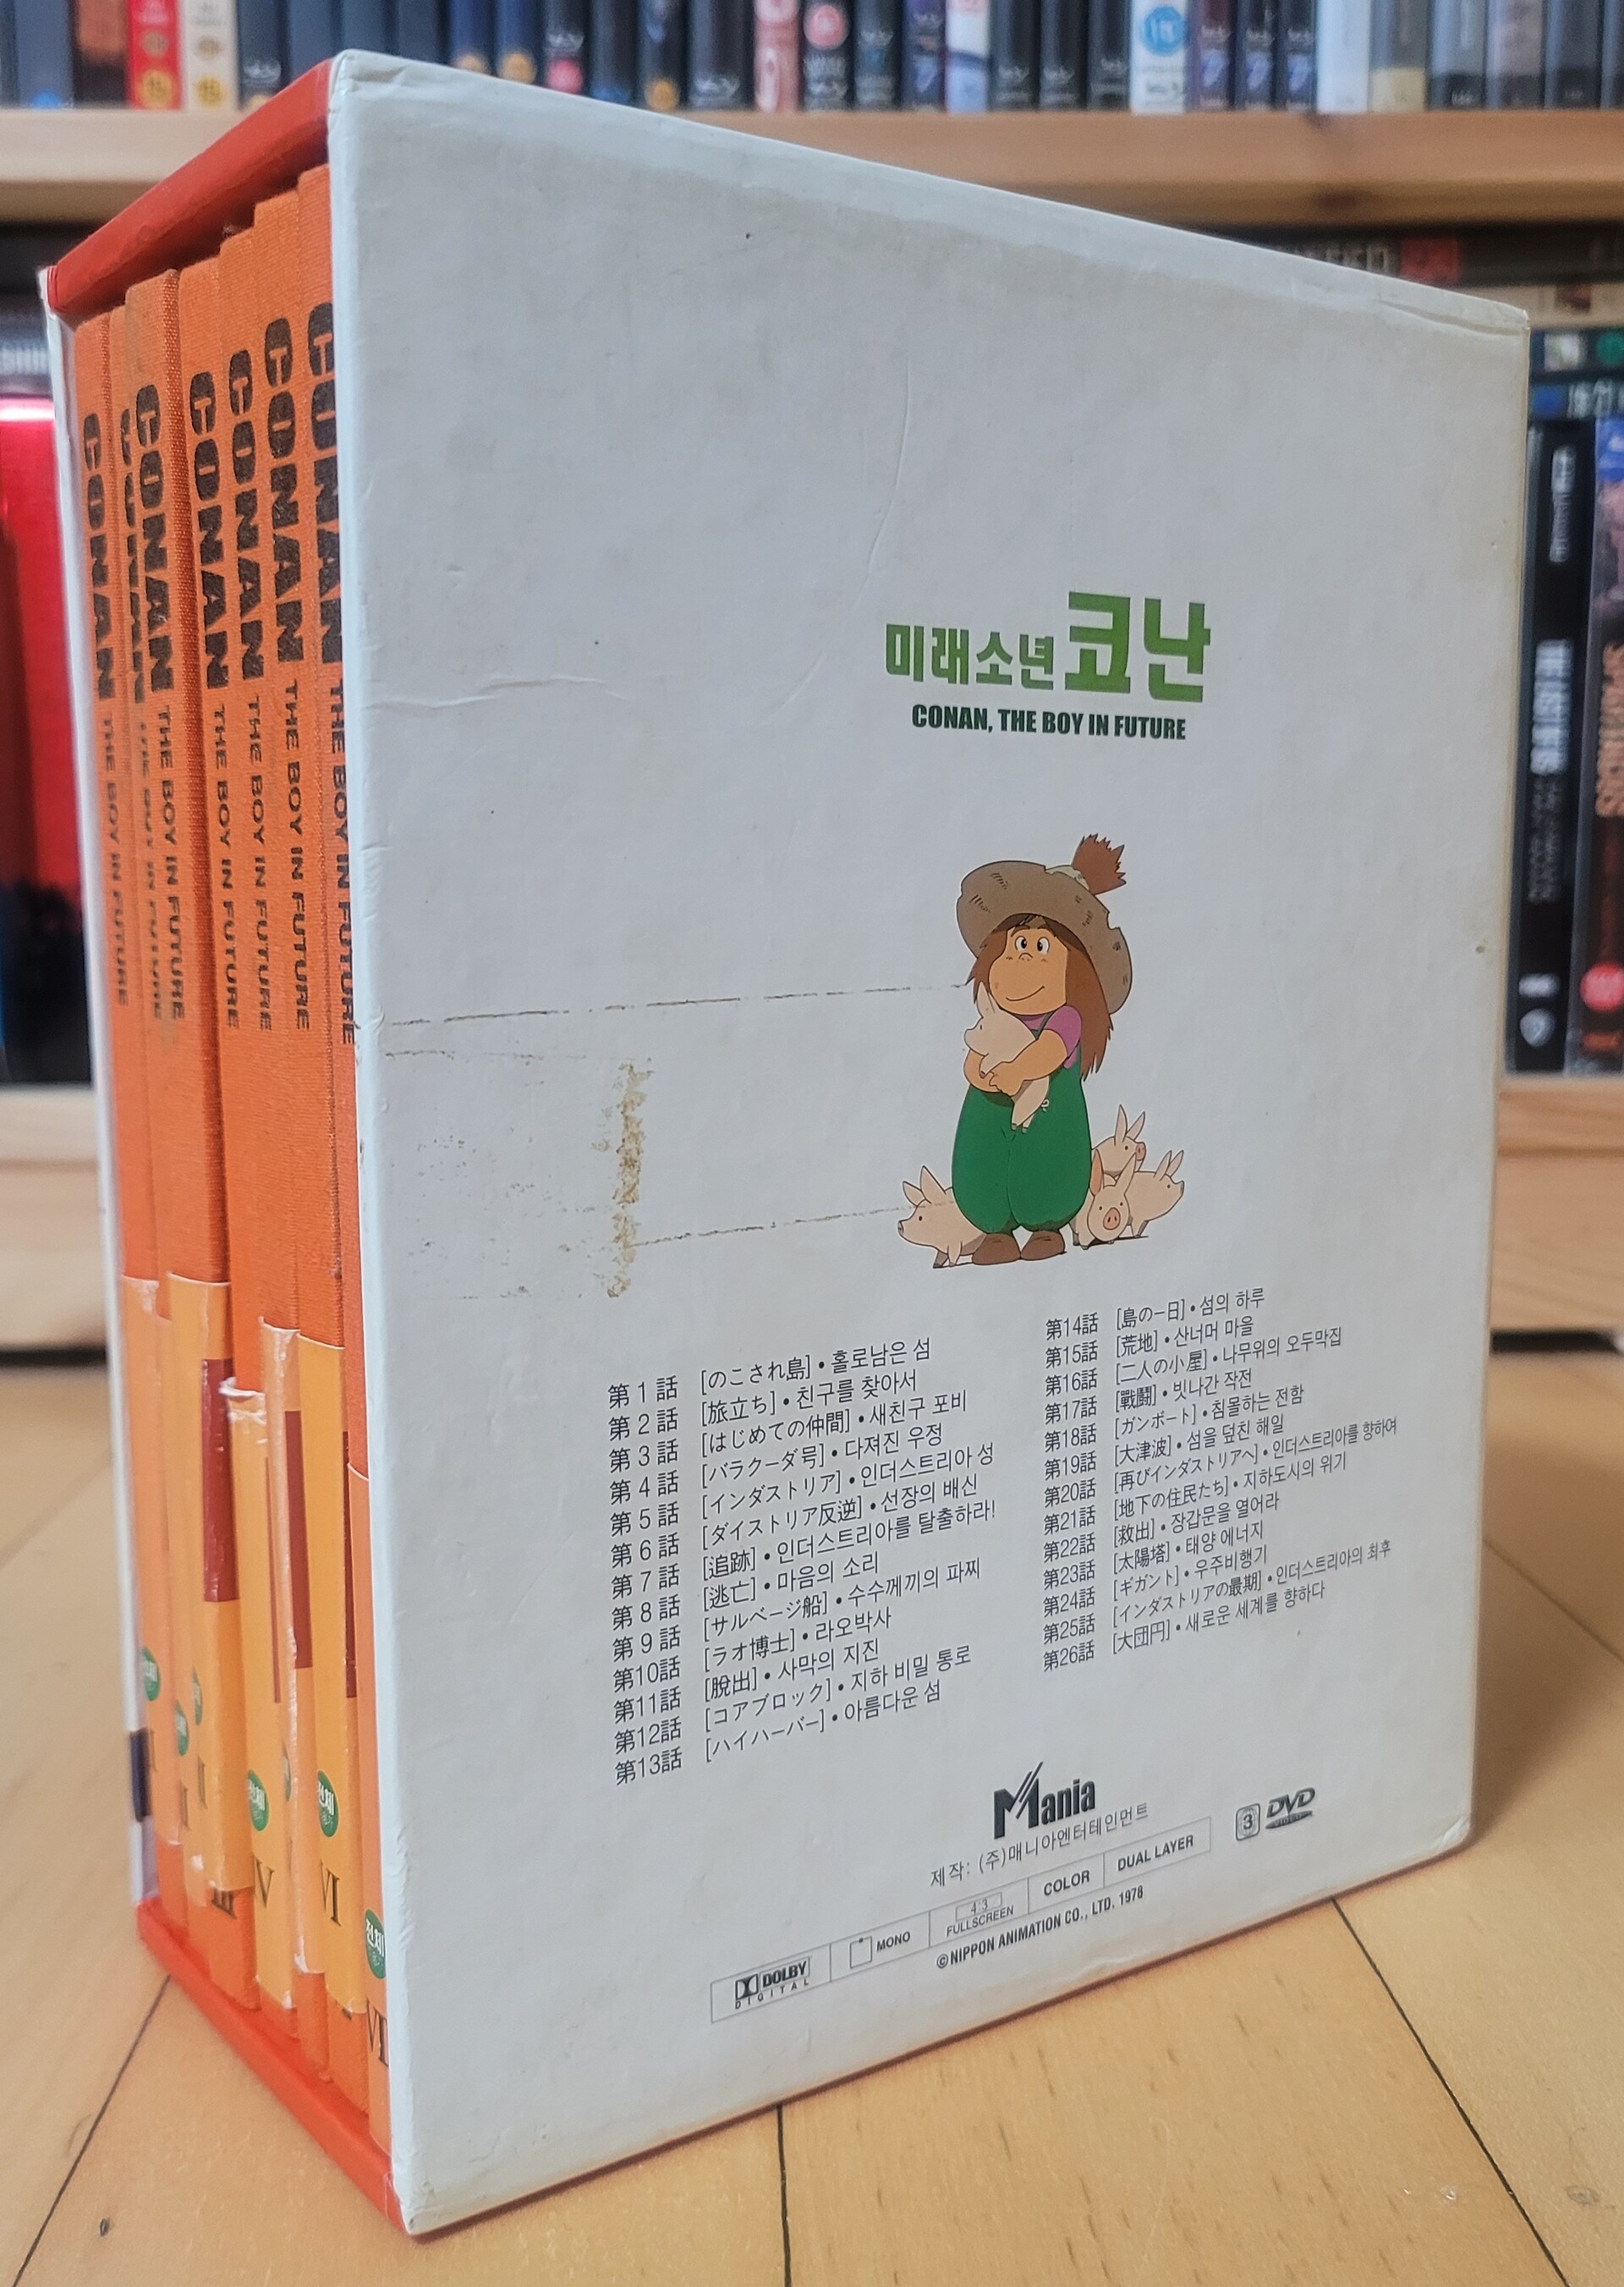 CONAN THE BOY IN FUTURE
CONAN THE BOY IN FUTURE
CONAN THE BOY IN FUTURE
CONAN THE BOY IN FUTURE
CONAN THE BOY IN FUTURE
CONAN THE BOY IN FUTURE
CONAN THE BOY IN FUTURE
II
III
VI
전체
미래소년 코난
CONAN, THE BOY IN FUTURE
第1話 [のこされ島] • 홀로남은 섬
第2話 [旅立ち] • 친구를 찾아서
第3話 [はじめての仲間] • 새친구 포비
第4話 [バラクーダ号] • 다져진 우정
第5話 [インダストリア] • 인더스트리아 성
第6話 [ダイストリア反逆] • 선장의 배신
第7話 [追跡] • 인더스트리아를 탈출하라!
第8話 [逃亡] • 마음의 소리
第9話 [サルベージ船] • 수수께끼의 파찌
第10話 [ラオ博士] • 라오박사
第11話 [脫出] • 사막의 지진
第12話 [コアブロック] • 지하 비밀 통로
第13話 [ハイハーバー] • 아름다운 섬
第14話 [島の一日] • 섬의 하루
第15話 [荒地] • 산너머 마을
第16話 [二人の小屋] • 나무위의 오두막집
第17話 [戰鬪] • 빗나간 작전
第18話 [ガンボート] • 침몰하는 전함
第19話 [大津波] • 섬을 덮친 해일
第20話 [再びインダストリアへ] • 인더스트리아를 향하여
第21話 [地下の住民たち] • 지하도시의 위기
第22話 [救出] • 장갑문을 열어라
第23話 [太陽塔] • 태양 에너지
第24話 [ギガント] • 우주비행기
第25話 [インダストリアの最期] • 인더스트리아의 최후
第26話 [大団円] • 새로운 세계를 향하다
Mania
제작: (주)매니아엔터테인먼트
DOLBY DIGITAL MONO 4:3 FULLSCREEN COLOR DUAL LAYER 3 DVD VIDEO
©NIPPON ANIMATION CO., LTD. 1978